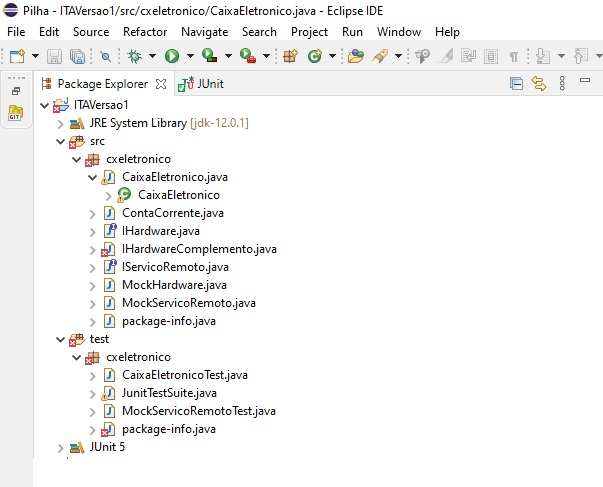 Pilha - ITAVersao1/src/cxeletronico/CaixaEletronico.java - Eclipse IDE
File Edit Source Refactor Navigate Search Project Run Window Help
Package Explorer JUnit
GIT
ITAVersao1
JRE System Library [jdk-12.0.1]
src
cxeletronico
CaixaEletronico.java
CaixaEletronico
ContaCorrente.java
IHardware.java
IHardwareComplemento.java
IServicoRemoto.java
MockHardware.java
MockServicoRemoto.java
package-info.java
test
cxeletronico
CaixaEletronicoTest.java
JunitTestSuite.java
MockServicoRemotoTest.java
package-info.java
JUnit 5